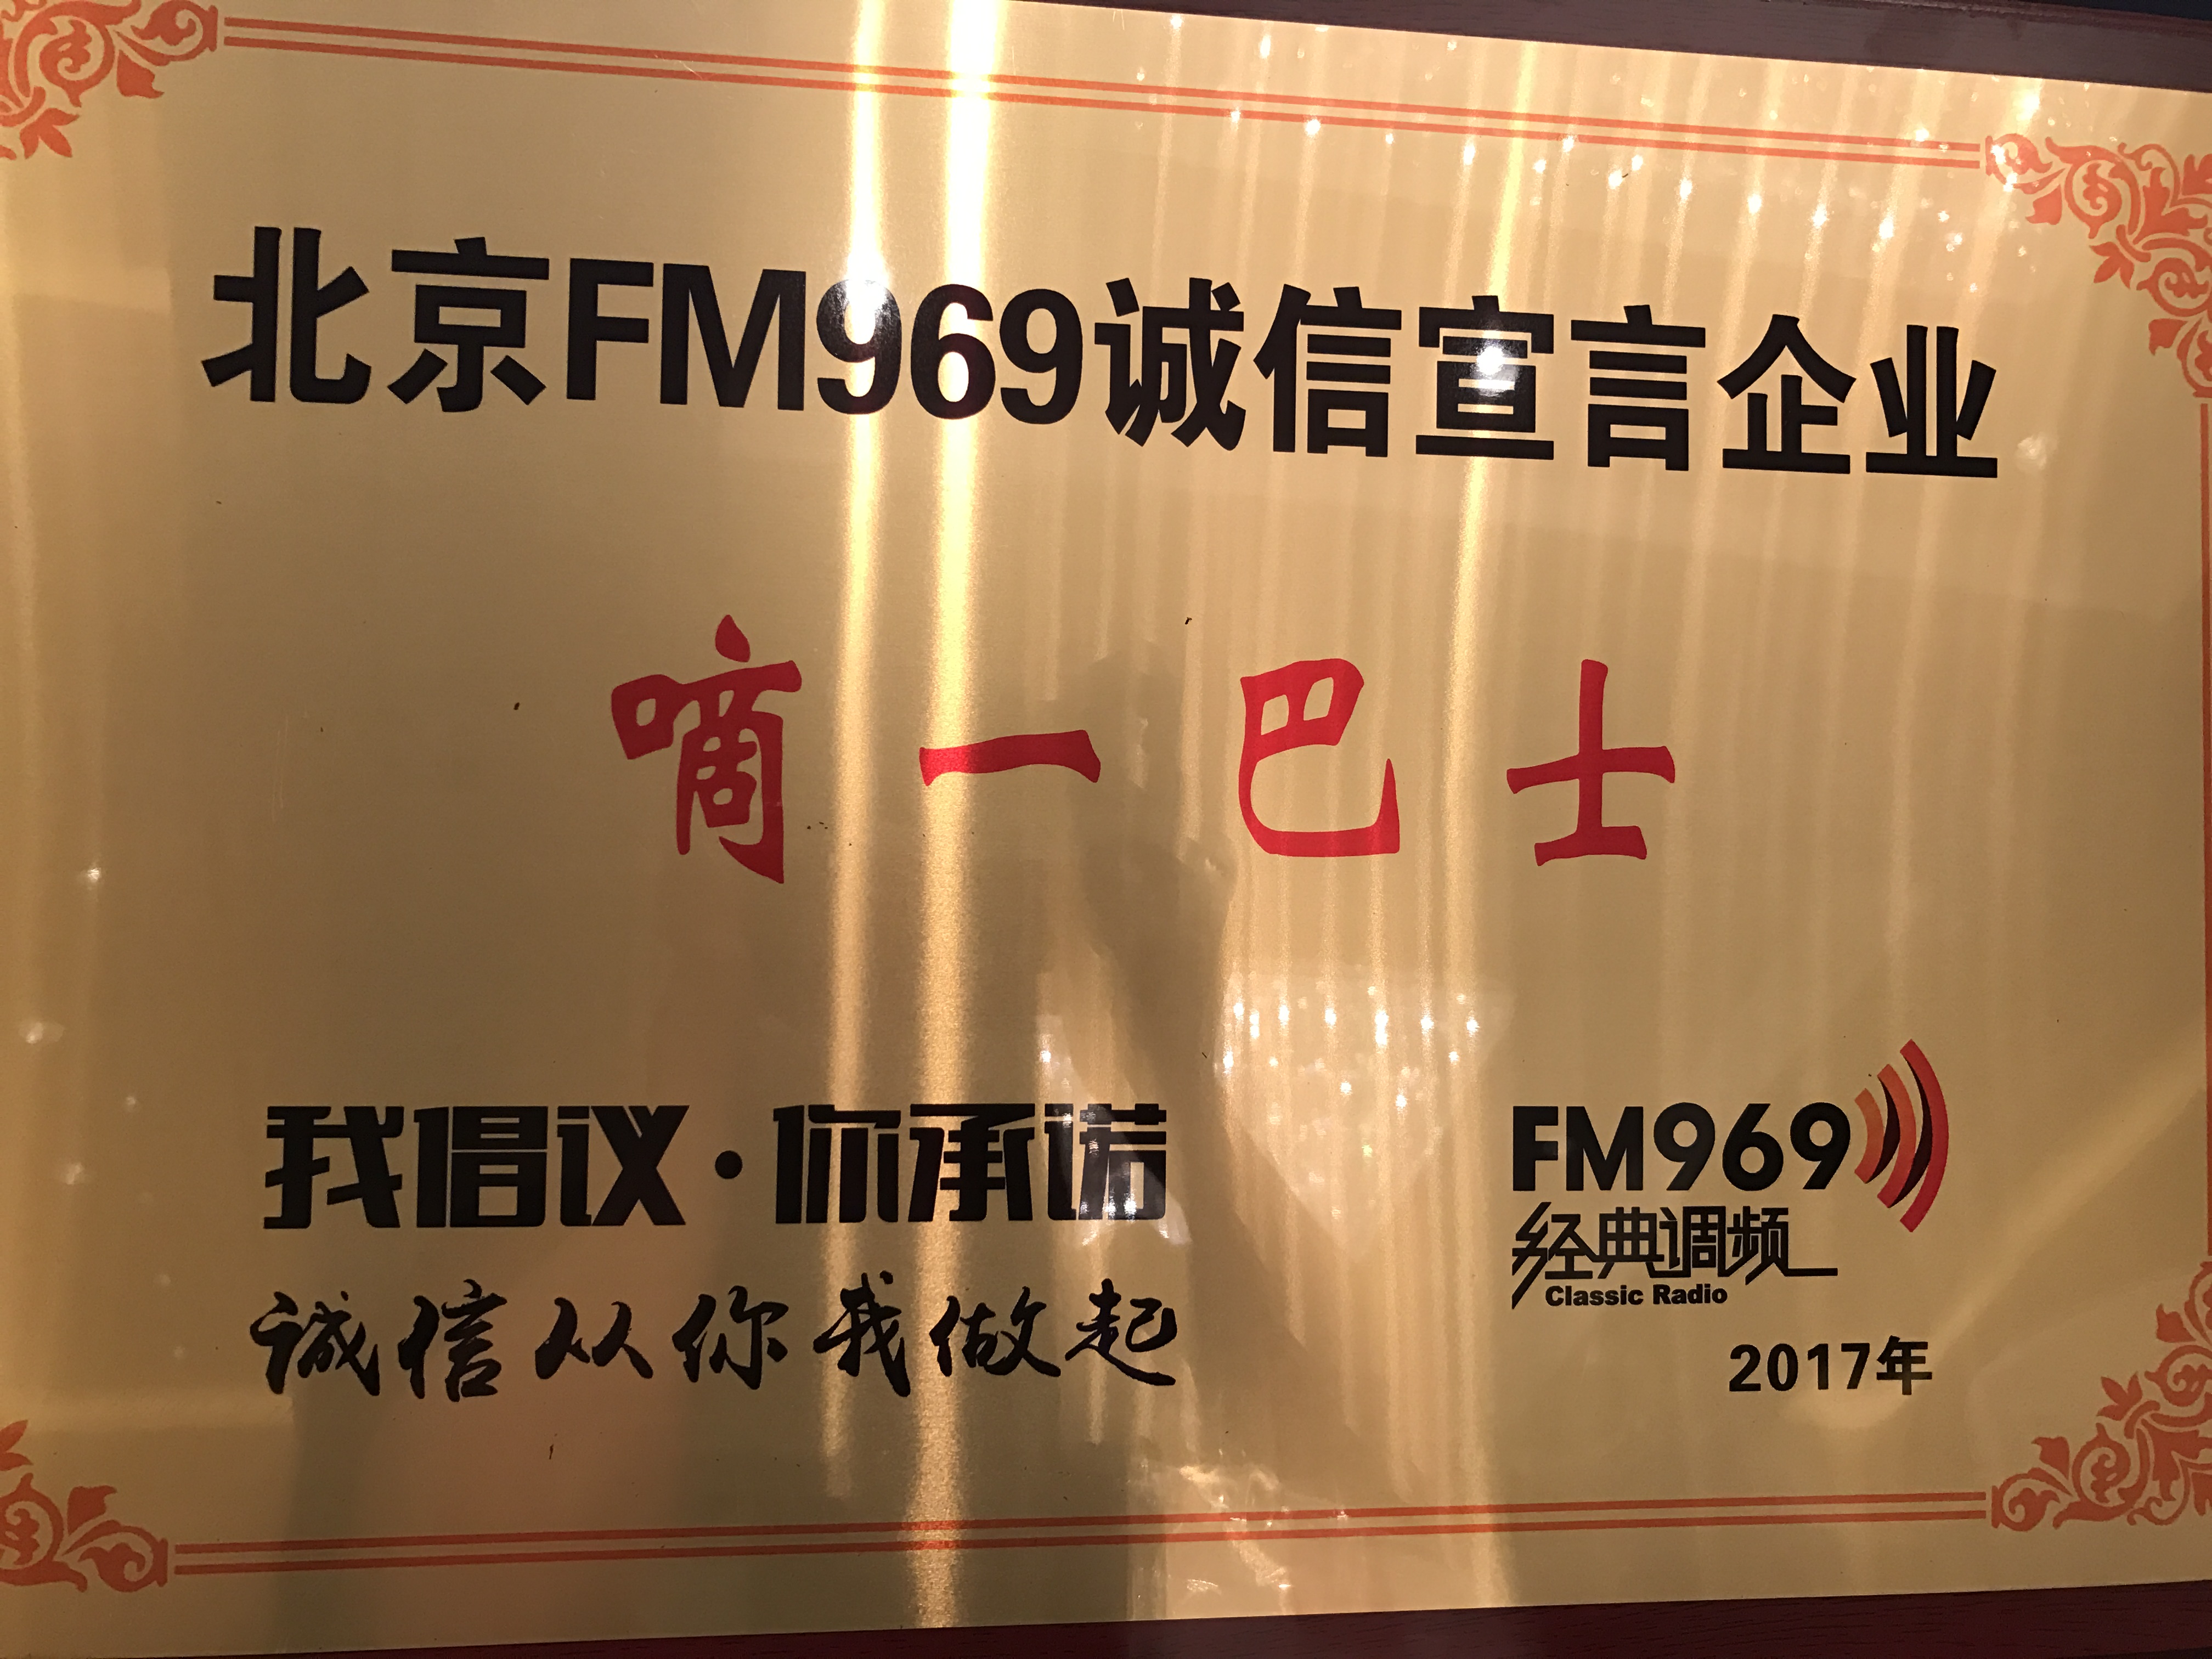 北京FM969诚信宣言企业
嘀一巴士
我倡议·你承诺
诚信从你我做起
FM969
经典调频
Classic Radio
2017年